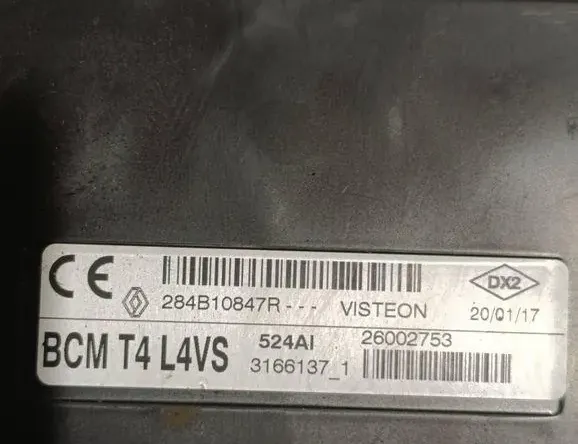 CE
284B10847R--- VISTEON
DX2
20/01/17
BCM T4 L4VS
524AI
26002753
3166137_1